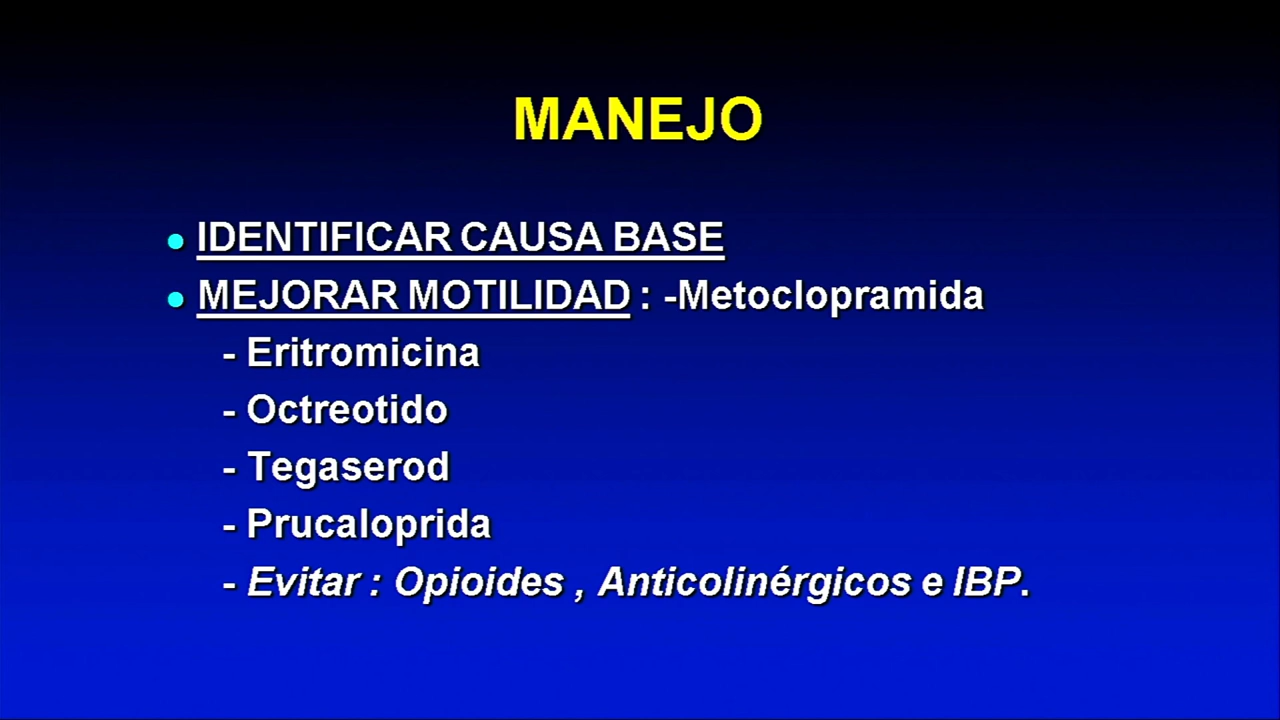 MANEJO
● IDENTIFICAR CAUSA BASE
● MEJORAR MOTILIDAD : -Metoclopramida
- Eritromicina
- Octreotido
- Tegaserod
- Prucaloprida
- Evitar : Opioides , Anticolinérgicos e IBP.